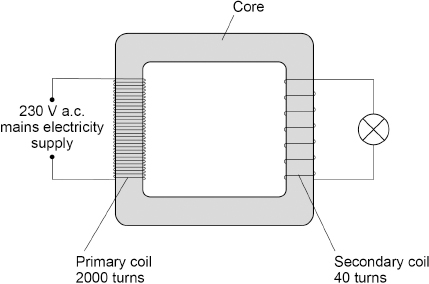 Core
230 V a.c.
mains electricity
supply
Primary coil
2000 turns
Secondary coil
40 turns